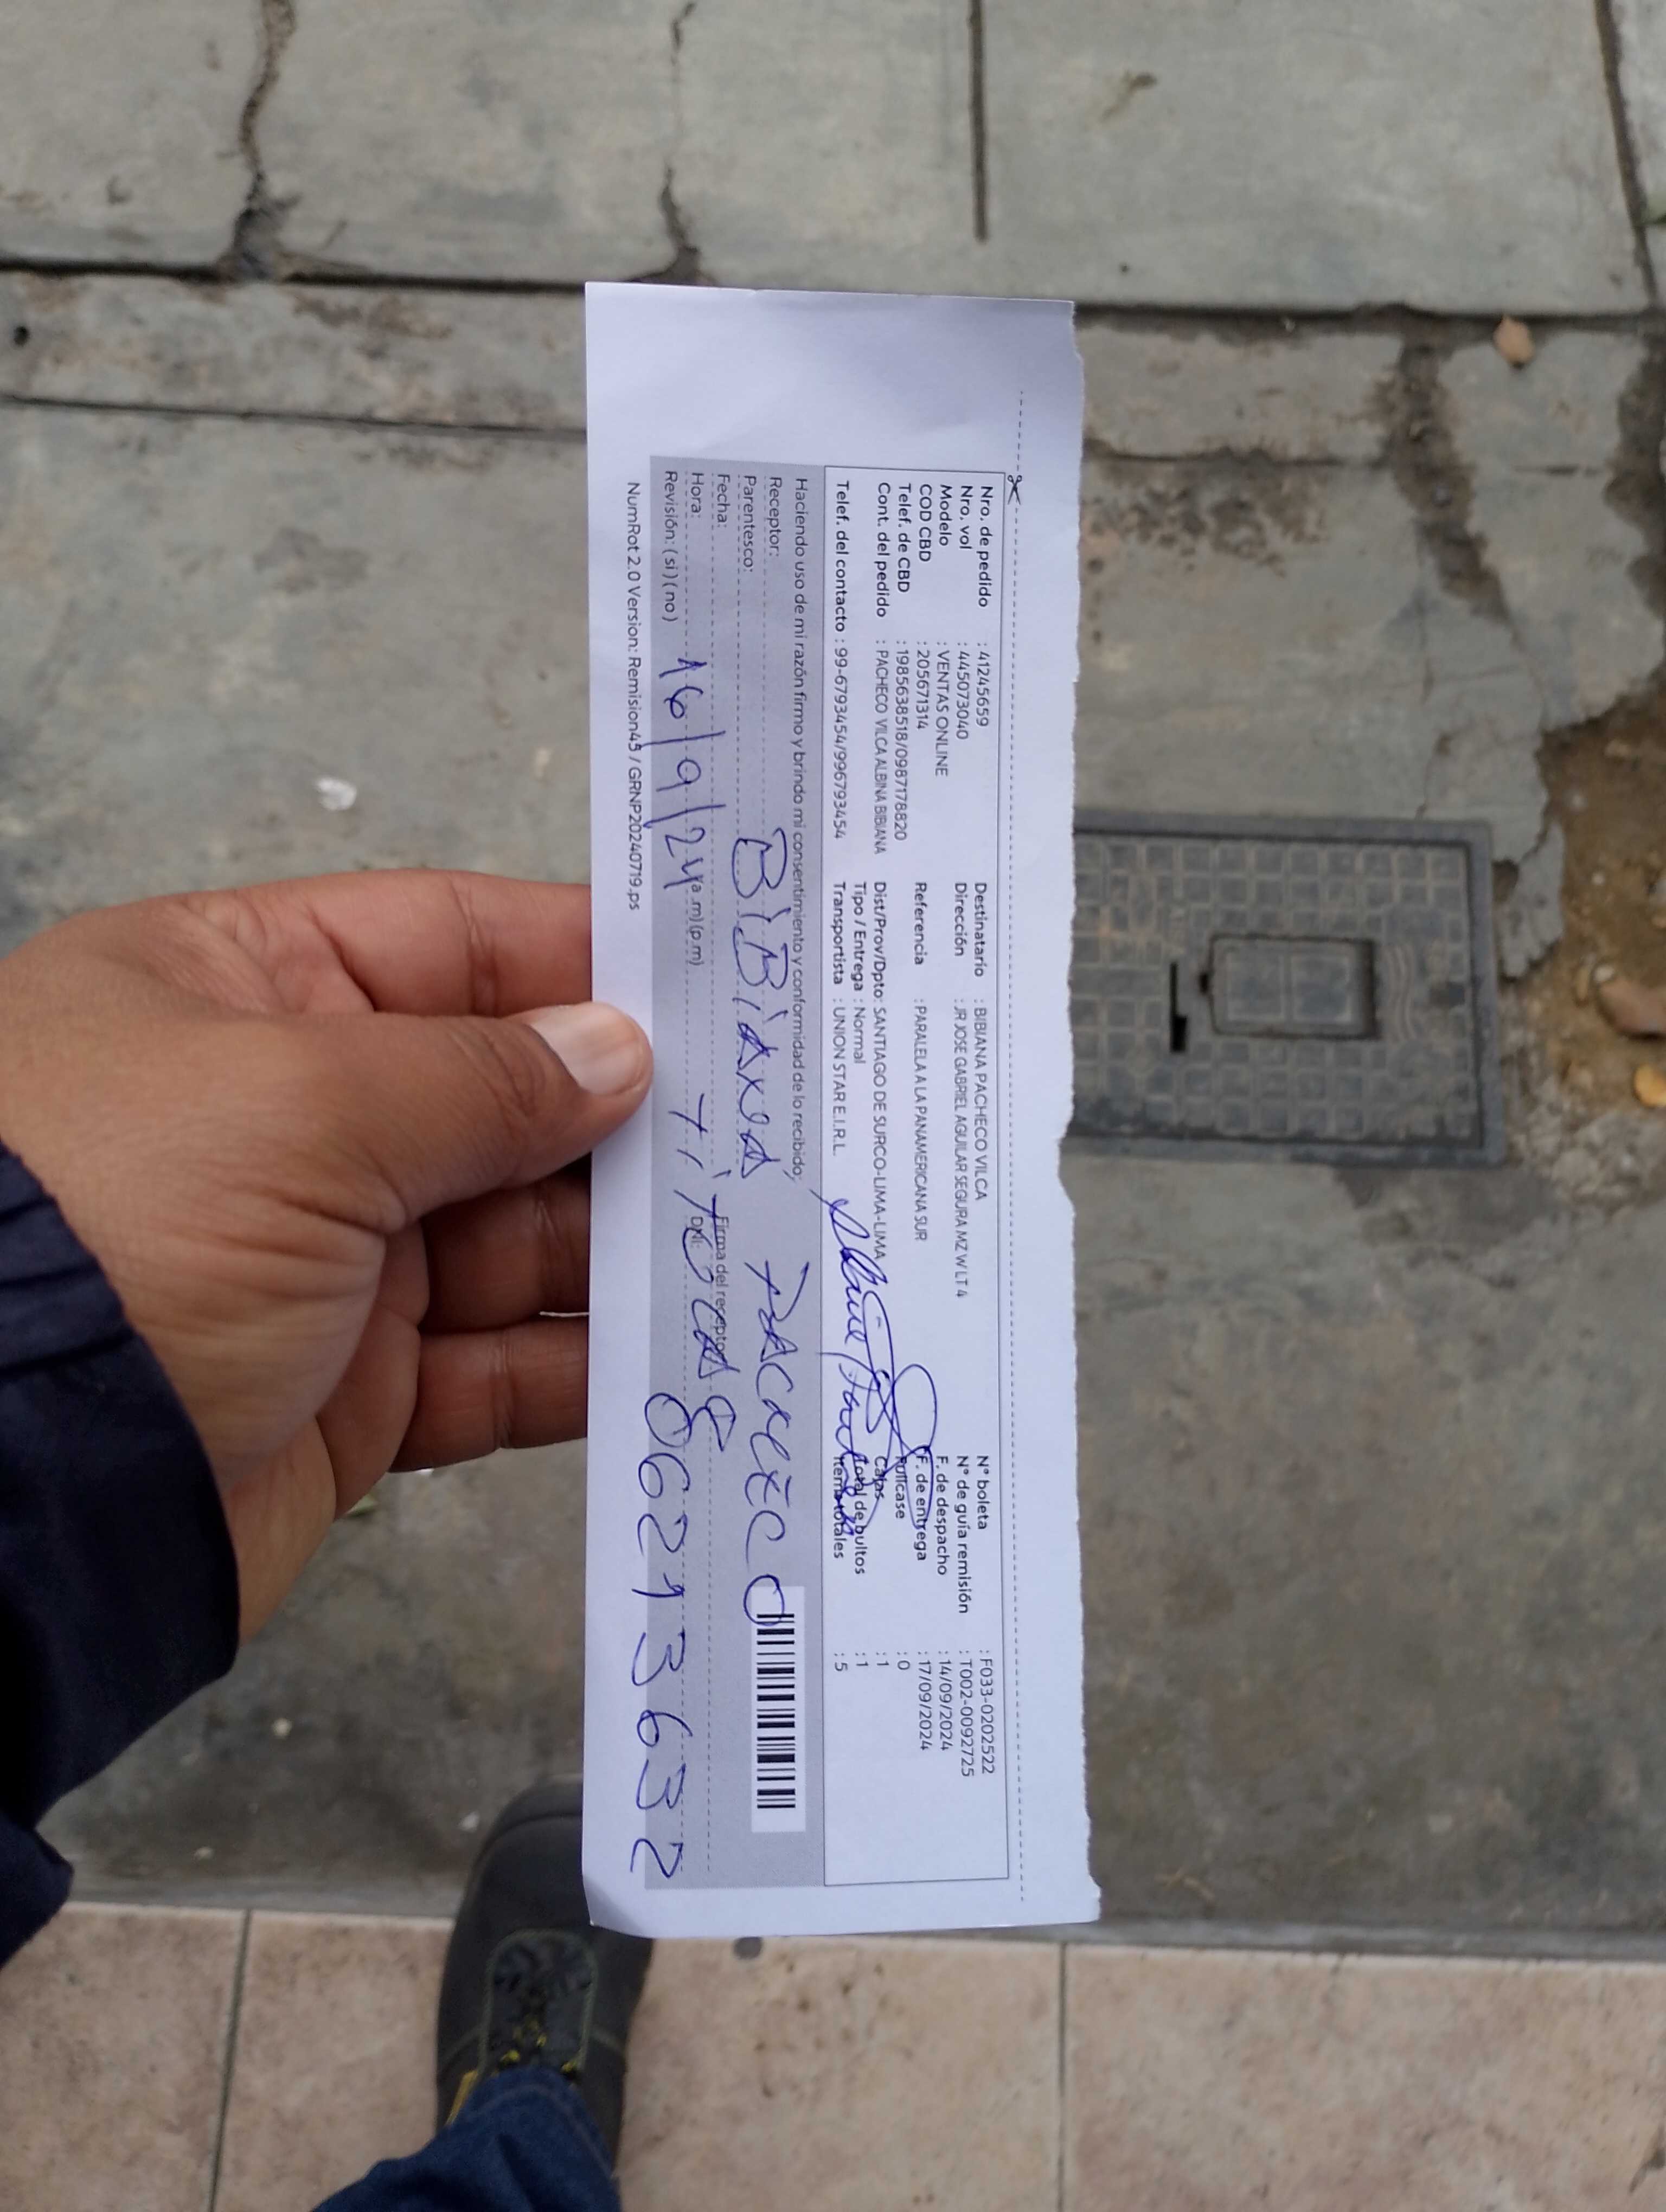 Nro. de pedido : 41245659
Nro. vol : 445073040
Modelo : VENTAS ONLINE
COD CBD : 205671314
Telef. de CBD : 1985638518/0987178820
Cont. del pedido : PACHECO VILCA ALBINA BIBIANA
Telef. del contacto : 99-6793454/996793454
Destinatario : BIBIANA PACHECO VILCA
Dirección : JR JOSE GABRIEL AGUILAR SEGURA MZ W LT 4
Referencia : PARALELA A LA PANAMERICANA SUR
Dist/Prov/Dpto: SANTIAGO DE SURCO-LIMA-LIMA
Tipo / Entrega : Normal
Transportista : UNION STAR E.I.R.L.
N° boleta : F033-0202522
N° de guía remisión : T002-0092725
F. de despacho : 14/09/2024
F. de entrega : 17/09/2024
Fullcase : 0
Cajas : 1
Total de bultos : 1
Items totales : 5
Haciendo uso de mi razón firmo y brindo mi consentimiento y conformidad de lo recibido;
Receptor: BiBiana PACHECO
Parentesco:
Fecha:
Firma del receptor
Hora: (a.m)(p.m)
DNI:
Revisión: (si) (no)
16/9/24
06213632
NumRot 2.0 Version: Remision45 / GRNP20240719.ps